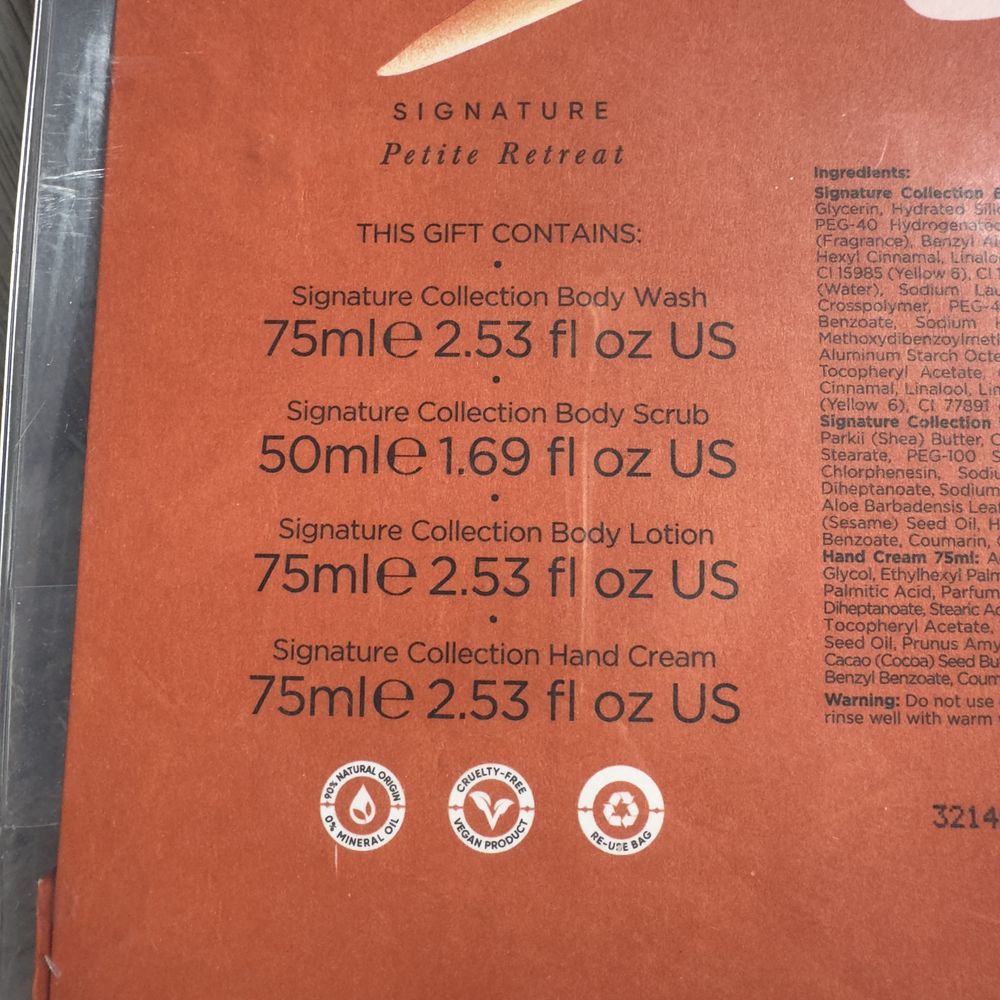 SIGNATURE
Petite Retreat
THIS GIFT CONTAINS:
•
Signature Collection Body Wash
75ml℮ 2.53 fl oz US
•
Signature Collection Body Scrub
50ml℮ 1.69 fl oz US
•
Signature Collection Body Lotion
75ml℮ 2.53 fl oz US
•
Signature Collection Hand Cream
75ml℮ 2.53 fl oz US
90% NATURAL ORIGIN
0% MINERAL OIL
CRUELTY-FREE
VEGAN PRODUCT
RE-USE BAG
Ingredients:
Signature Collection
Glycerin, Hydrated
PEG-40 Hydrogenated
(Fragrance), Benzyl
Hexyl Cinnamal,
CI 15985 (Yellow 6), CI
(Water), Sodium
Crosspolymer,
Benzoate, Sodium
Aluminum Starch
Tocopheryl Acetate,
Cinnamal, Linalool,
(Yellow 6), CI 77891
Signature Collection
Parkii (Shea) Butter,
Stearate, PEG-100
Chlorphenesin,
Diheptanoate, Sodium
Aloe Barbadensis
(Sesame) Seed Oil,
Benzoate, Coumarin,
Hand Cream 75ml:
Glycol, Ethylhexyl
Palmitic Acid, Parfum
Diheptanoate, Stearic
Tocopheryl Acetate,
Seed Oil, Prunus
Cacao (Cocoa) Seed
Benzyl Benzoate,
Warning: Do not use
rinse well with warm
3214